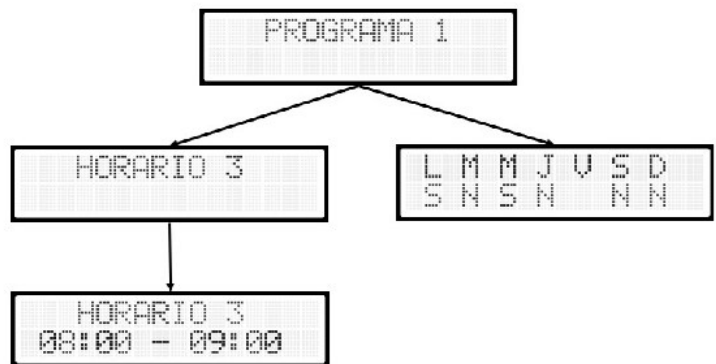 PROGRAMA 1
HORARIO 3
L M M J V S D
S N S N   N N
HORARIO 3
08:00 - 09:00